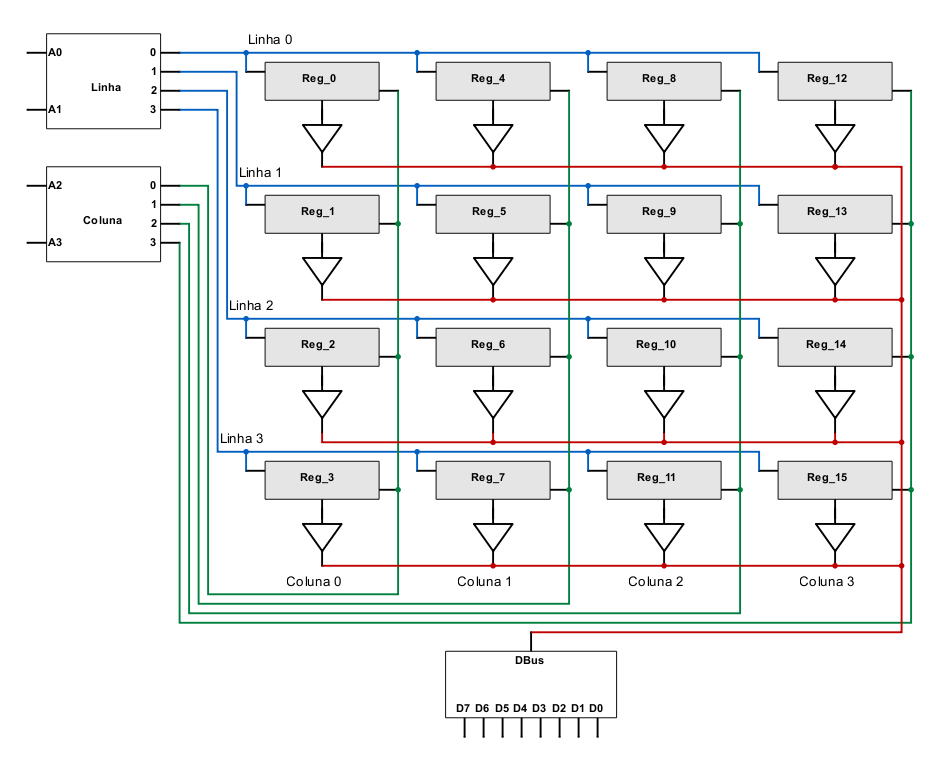 Linha 0
A0 0
1
Linha
2
A1 3
Reg_0 Reg_4 Reg_8 Reg_12
Linha 1
A2 0
1
Coluna
2
A3 3
Reg_1 Reg_5 Reg_9 Reg_13
Linha 2
Reg_2 Reg_6 Reg_10 Reg_14
Linha 3
Reg_3 Reg_7 Reg_11 Reg_15
Coluna 0 Coluna 1 Coluna 2 Coluna 3
DBus
D7 D6 D5 D4 D3 D2 D1 D0